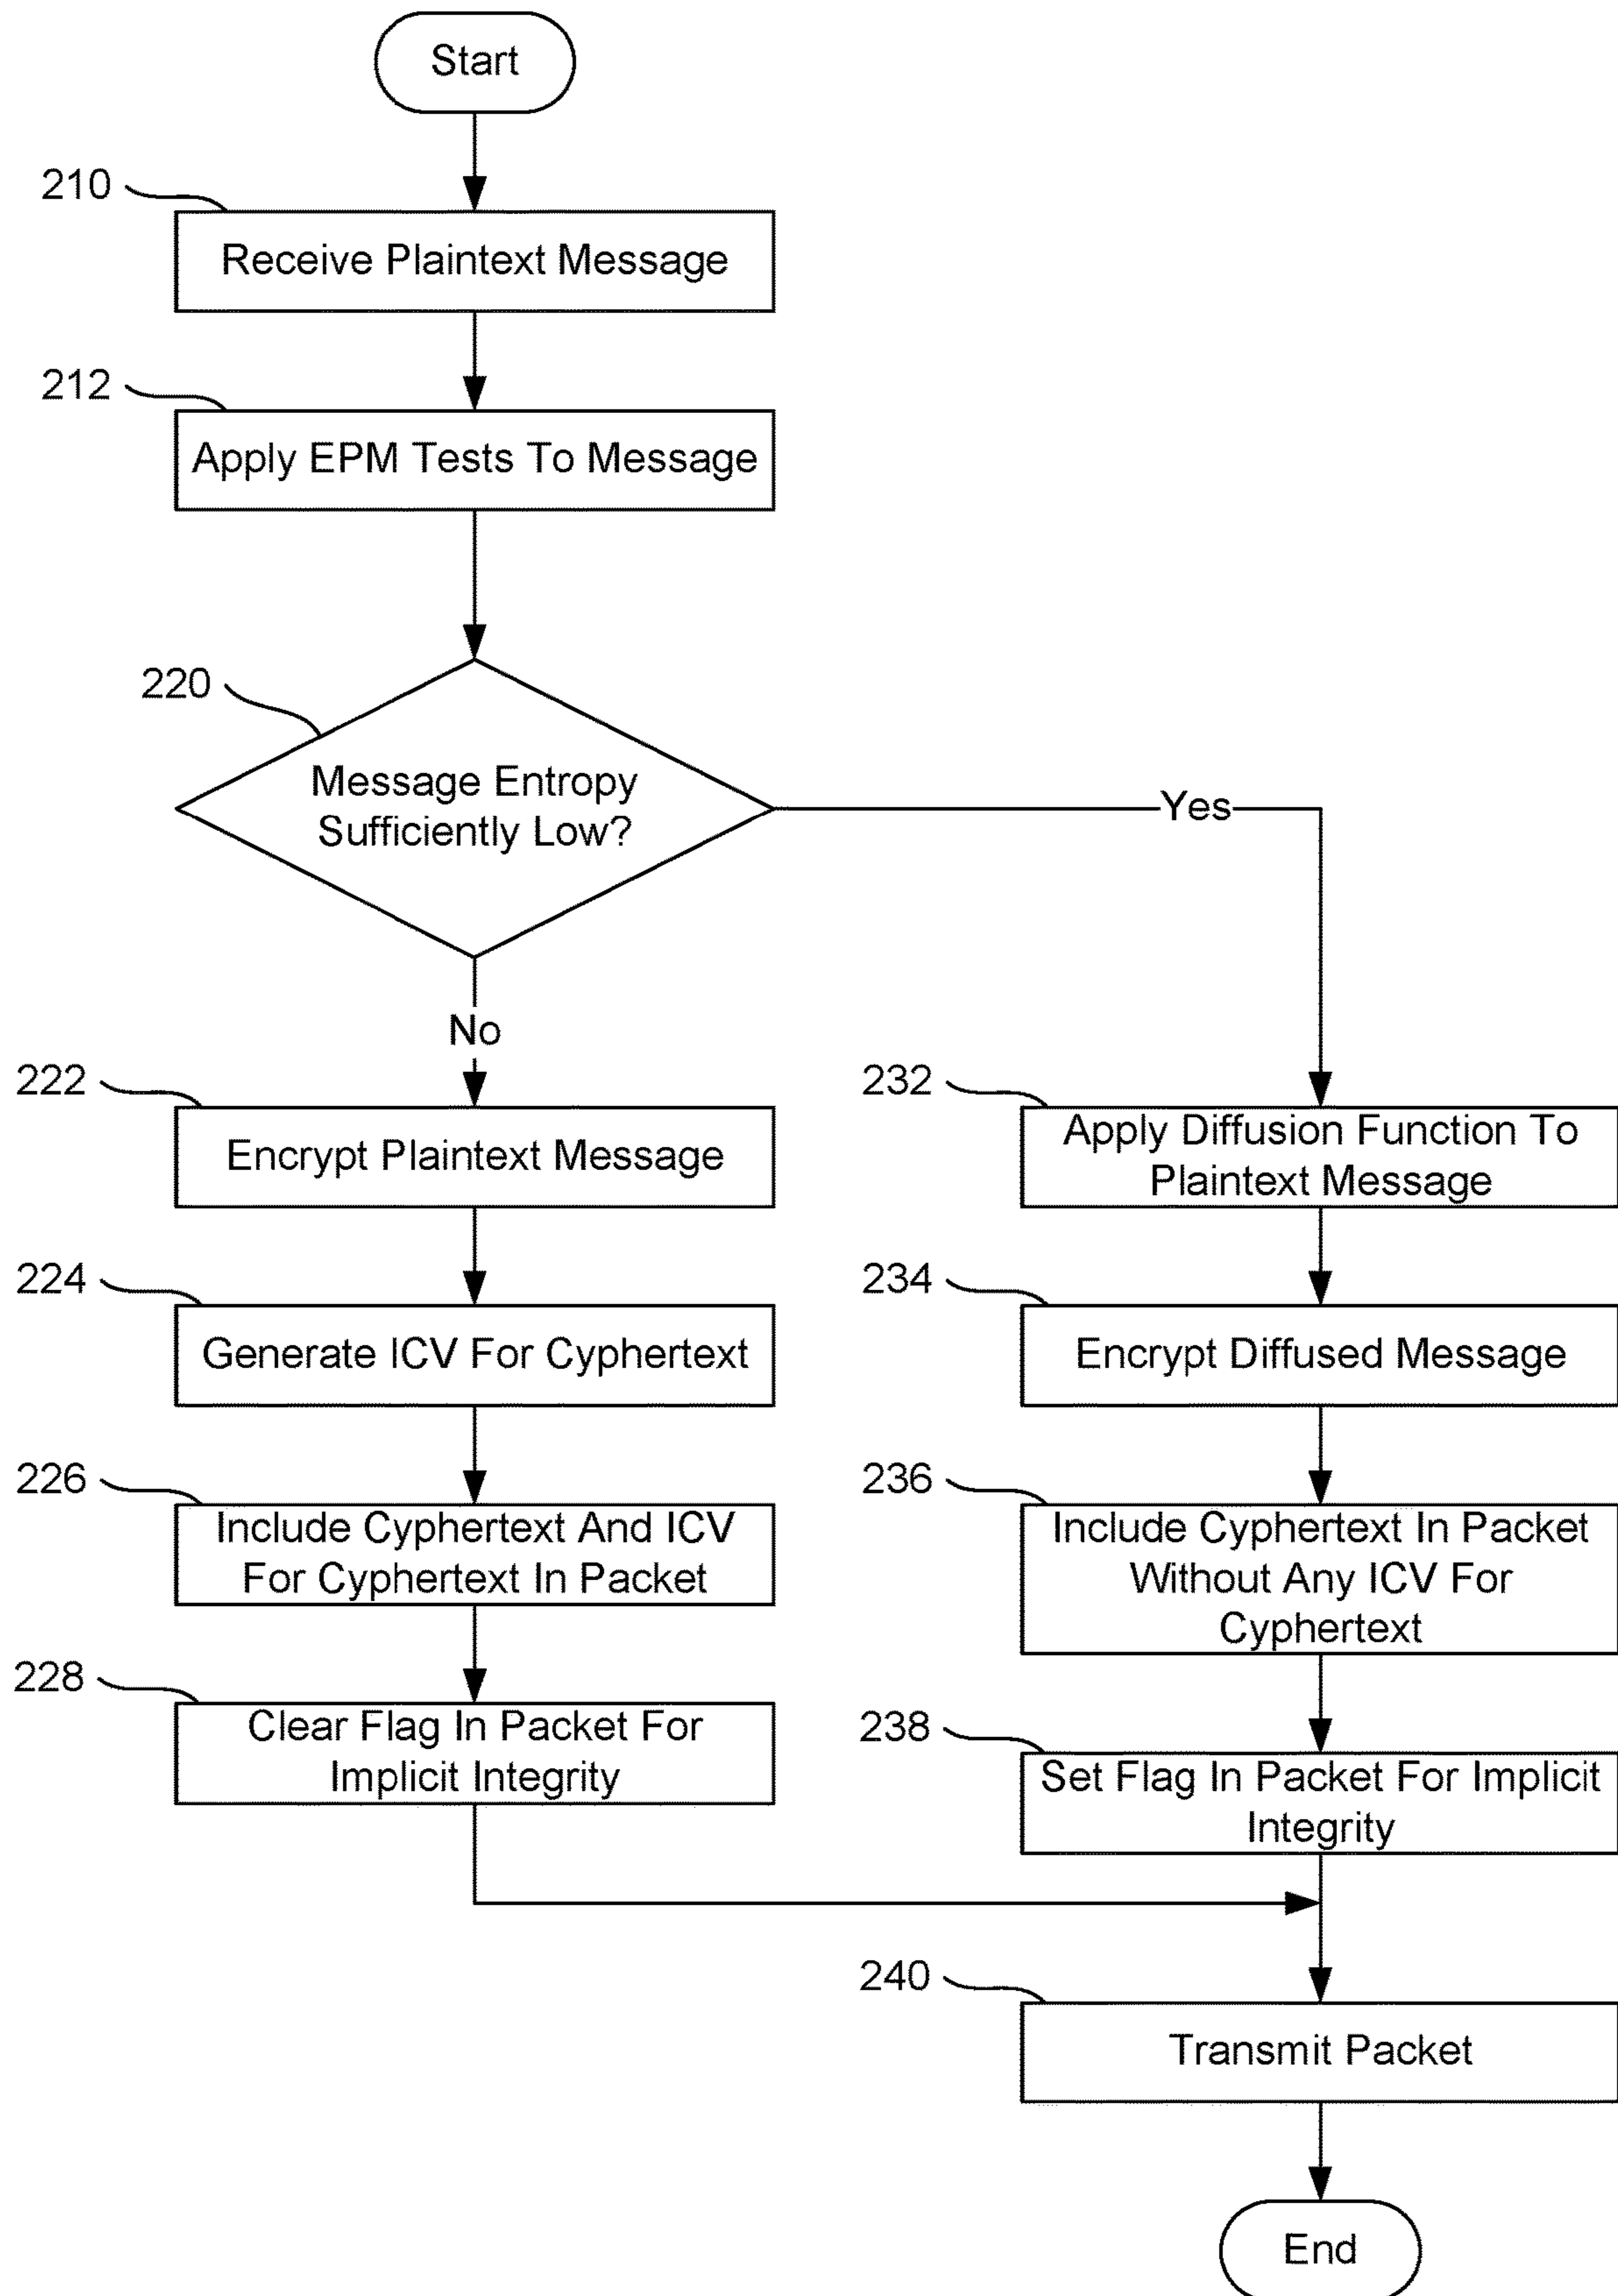 Start
210
Receive Plaintext Message
212
Apply EPM Tests To Message
220
Message Entropy
Sufficiently Low?
Yes
No
222
Encrypt Plaintext Message
224
Generate ICV For Cyphertext
226
Include Cyphertext And ICV
For Cyphertext In Packet
228
Clear Flag In Packet For
Implicit Integrity
232
Apply Diffusion Function To
Plaintext Message
234
Encrypt Diffused Message
236
Include Cyphertext In Packet
Without Any ICV For
Cyphertext
238
Set Flag In Packet For Implicit
Integrity
240
Transmit Packet
End